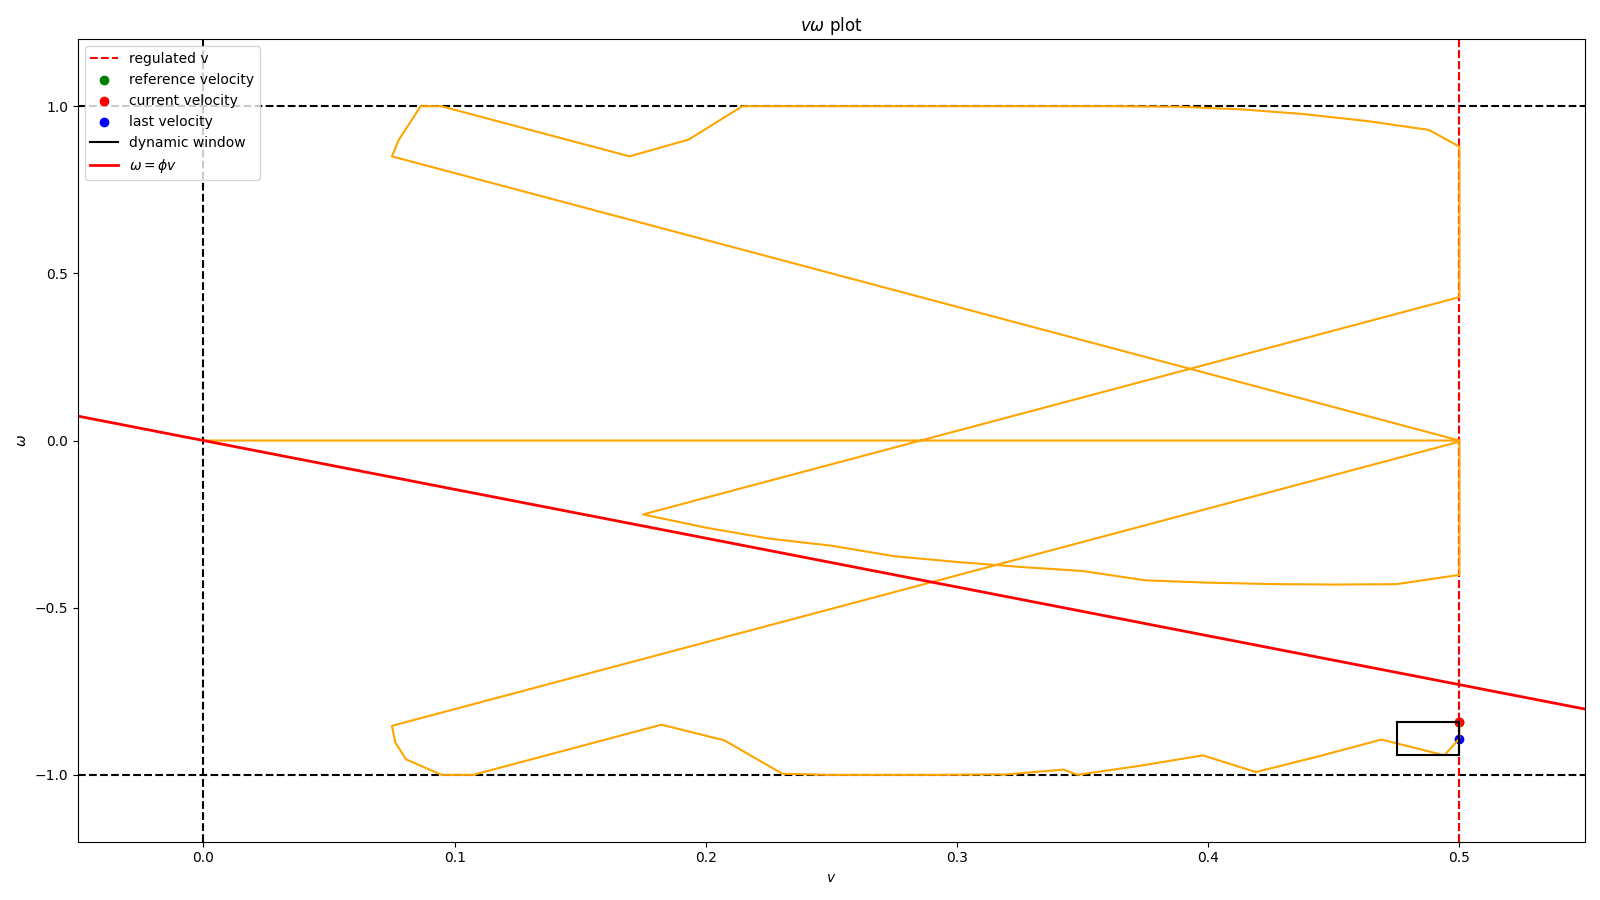 vω plot
regulated v
reference velocity
current velocity
last velocity
dynamic window
ω = ϕv
1.0
0.5
0.0
−0.5
−1.0
ω
0.0 0.1 0.2 0.3 0.4 0.5
v